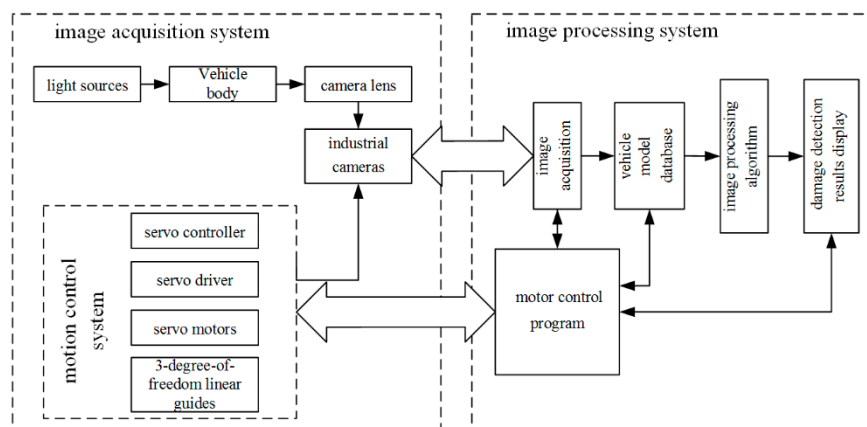 image acquisition system
light sources
Vehicle
body
camera lens
industrial
cameras
motion control
system
servo controller
servo driver
servo motors
3-degree-of-
freedom linear
guides
image processing system
image
acquisition
vehicle
model
database
image processing
algorithm
damage detection
results display
motor control
program